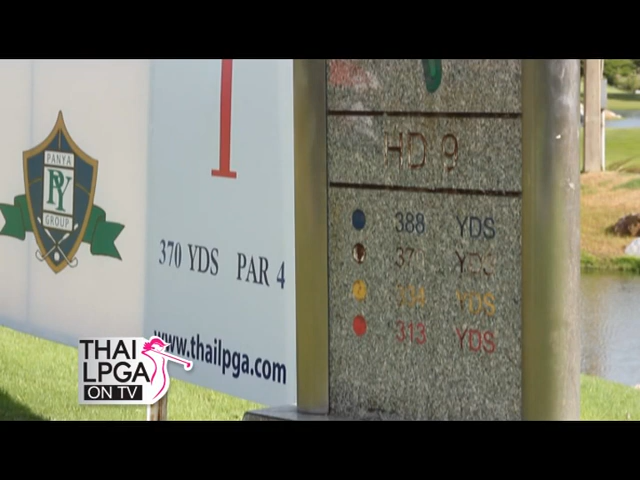 PANYA
PY
GROUP
1
370 YDS PAR 4
www.thailpga.com
HD 9
388 YDS
YDS
YDS
313 YDS
THAI
LPGA
ON TV